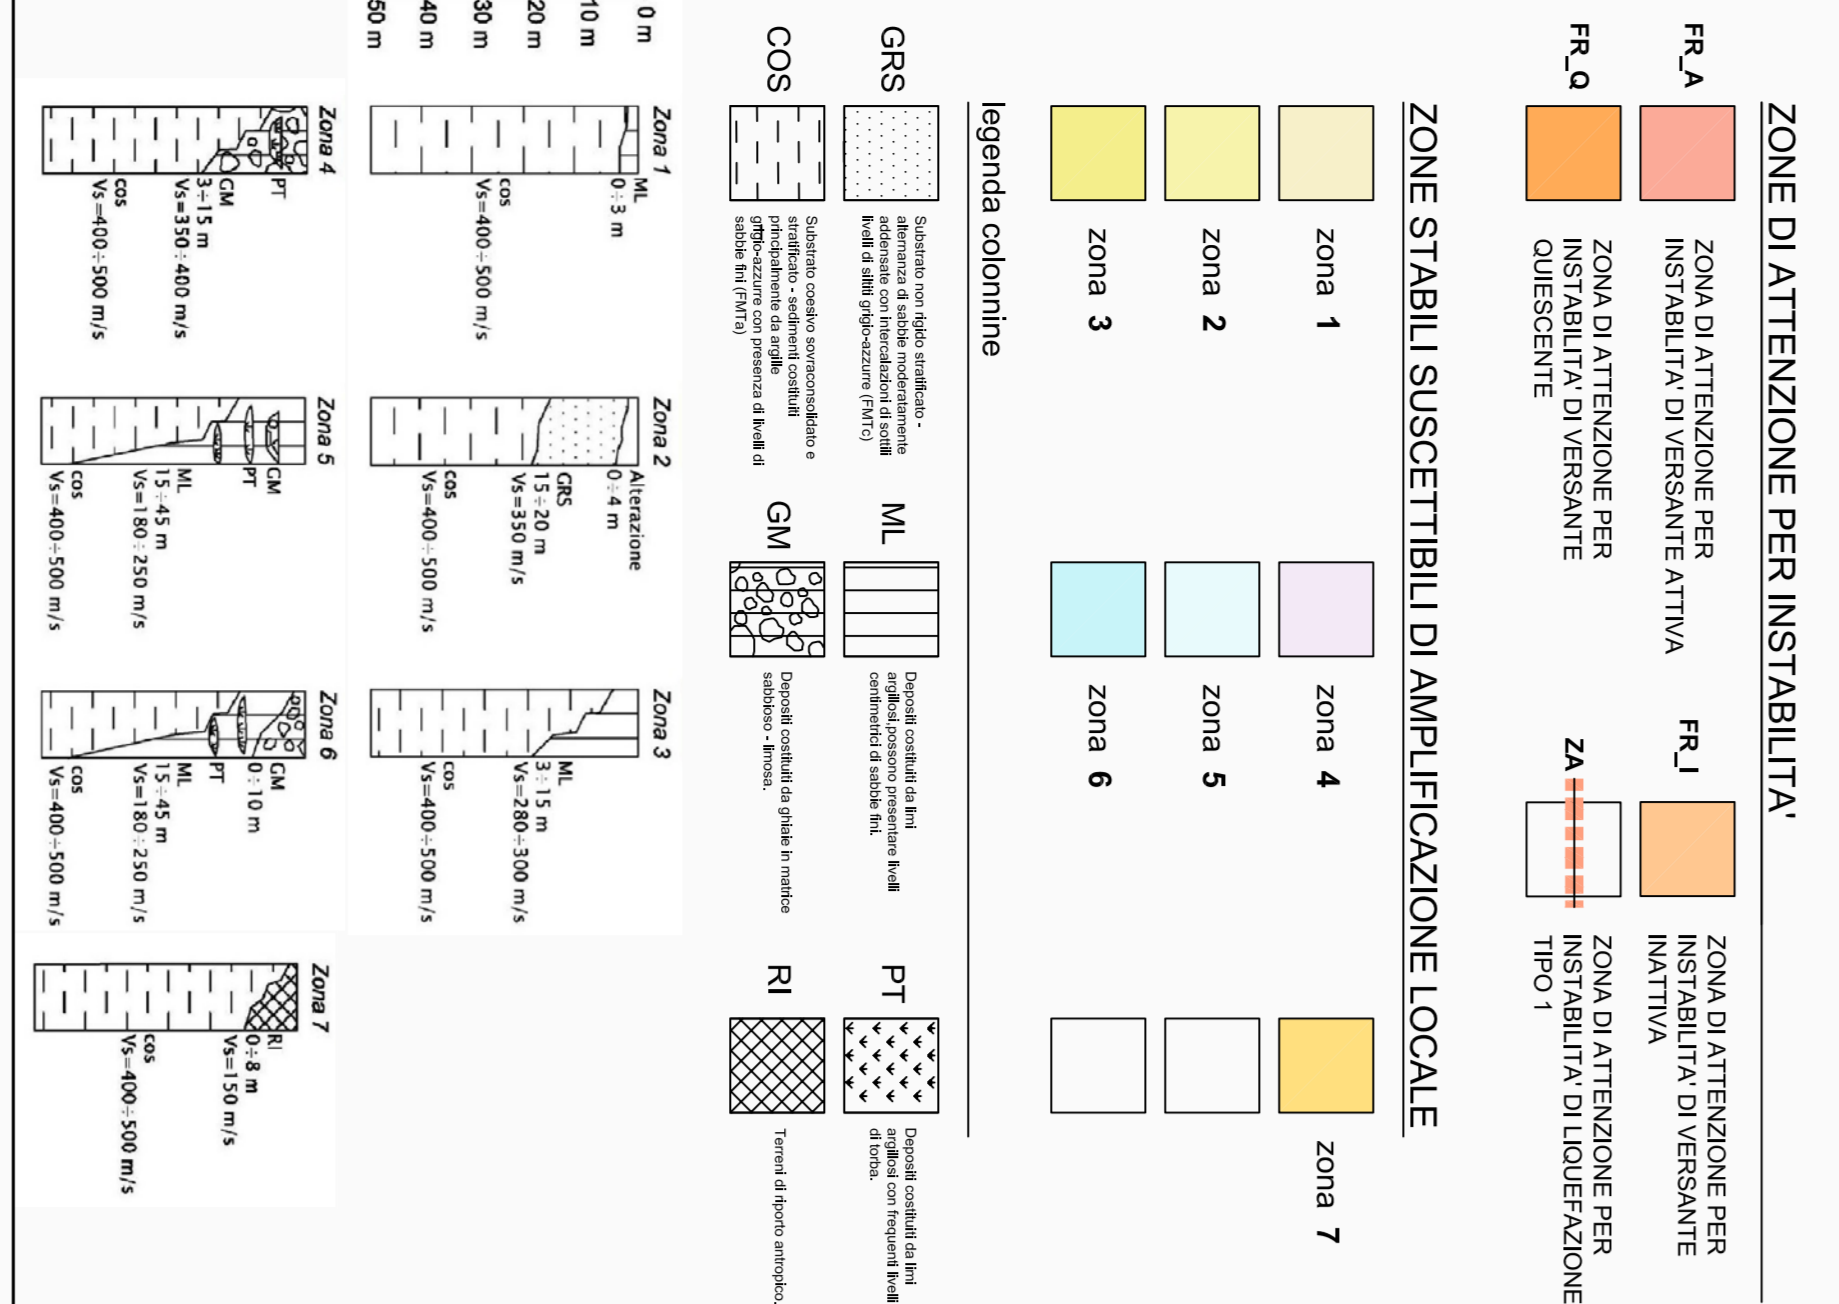 ZONE DI ATTENZIONE PER INSTABILITA'
FR_A
ZONA DI ATTENZIONE PER
INSTABILITA' DI VERSANTE ATTIVA
FR_I
ZONA DI ATTENZIONE PER
INSTABILITA' DI VERSANTE
INATTIVA
FR_Q
ZONA DI ATTENZIONE PER
INSTABILITA' DI VERSANTE
QUIESCENTE
ZA
ZONA DI ATTENZIONE PER
INSTABILITA' DI LIQUEFAZIONE
TIPO 1
ZONE STABILI SUSCETTIBILI DI AMPLIFICAZIONE LOCALE
zona 1
zona 4
zona 7
zona 2
zona 5
zona 3
zona 6
legenda colonnine
GRS
Substrato non rigido stratificato -
alternanza di sabbie moderatamente
addensate con intercalazioni di sottili
livelli di siltiti grigio-azzurre (FMTc)
ML
Depositi costituiti da limi
argillosi,possono presentare livelli
centimetrici di sabbie fini.
PT
Depositi costituiti da limi
argillosi con frequenti livelli
di torba.
COS
Substrato coesivo sovraconsolidato e
stratificato - sedimenti costituiti
principalmente da argille
grigio-azzurre con presenza di livelli di
sabbie fini (FMTa)
GM
Depositi costituiti da ghiaie in matrice
sabbioso - limosa.
RI
Terreni di riporto antropico.
0 m
10 m
20 m
30 m
40 m
50 m
Zona 1
ML
0÷3 m
cos
Vs=400÷500 m/s
Zona 2
Alterazione
0÷4 m
GRS
15÷20 m
Vs=350 m/s
cos
Vs=400÷500 m/s
Zona 3
ML
3÷15 m
Vs=280÷300 m/s
cos
Vs=400÷500 m/s
Zona 4
PT
GM
3÷15 m
Vs=350÷400 m/s
cos
Vs=400÷500 m/s
Zona 5
GM
PT
ML
15÷45 m
Vs=180÷250 m/s
cos
Vs=400÷500 m/s
Zona 6
GM
0÷10 m
PT
ML
15÷45 m
Vs=180÷250 m/s
cos
Vs=400÷500 m/s
Zona 7
RI
0÷8 m
Vs=150 m/s
cos
Vs=400÷500 m/s